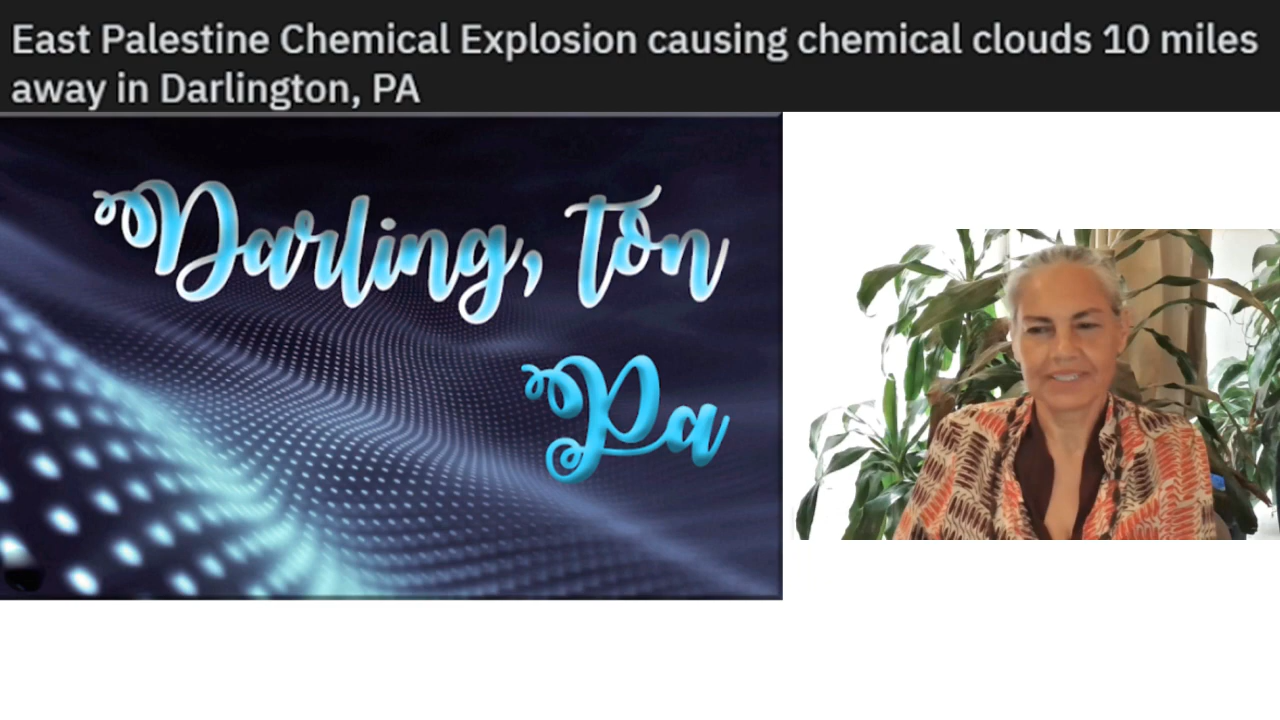 East Palestine Chemical Explosion causing chemical clouds 10 miles
away in Darlington, PA
Darling, ton
Pa